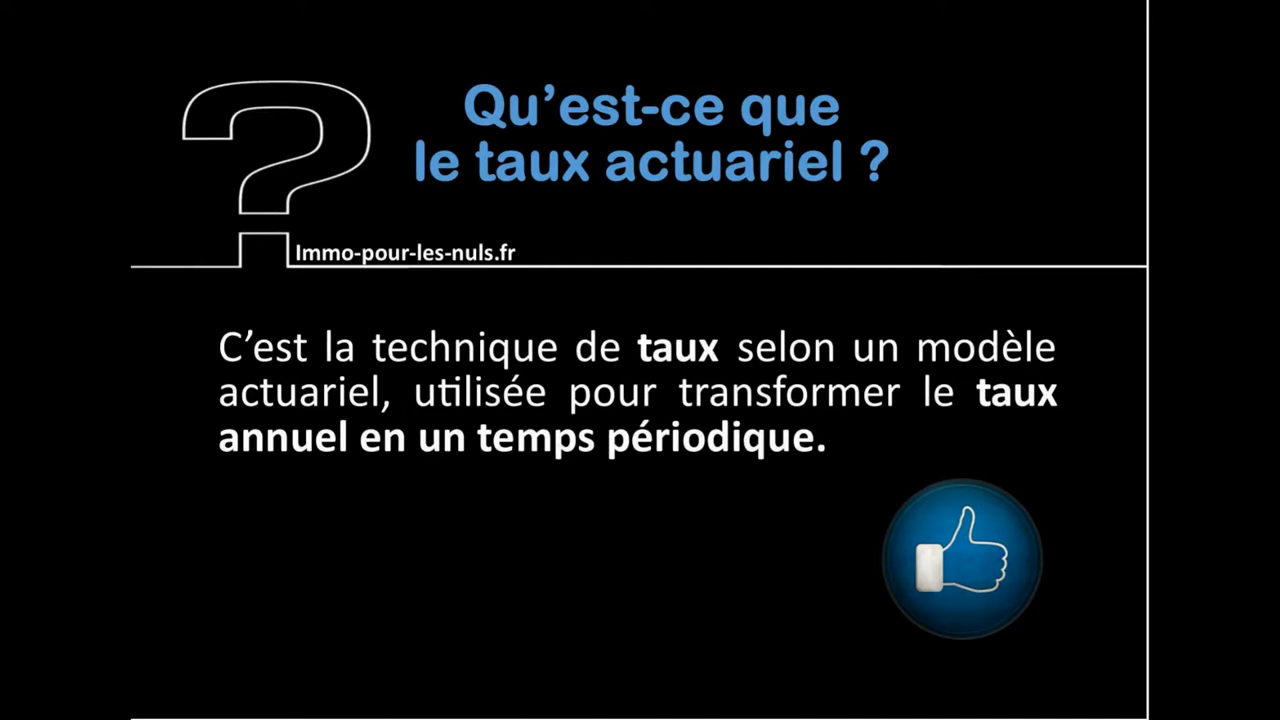 Qu’est-ce que
le taux actuariel ?
Immo-pour-les-nuls.fr
C’est la technique de taux selon un modèle
actuariel, utilisée pour transformer le taux
annuel en un temps périodique.